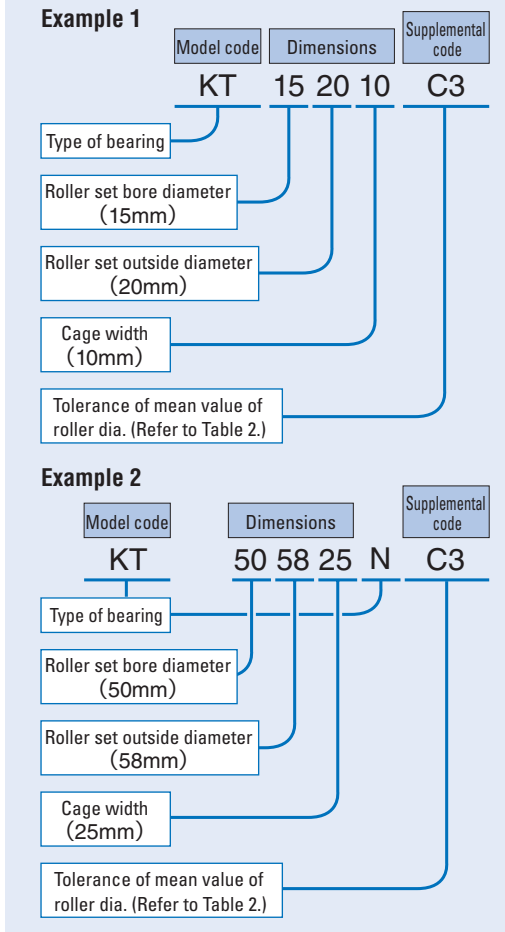 Example 1
Model code
Dimensions
Supplemental
code
KT 15 20 10 C3
Type of bearing
Roller set bore diameter
(15mm)
Roller set outside diameter
(20mm)
Cage width
(10mm)
Tolerance of mean value of
roller dia. (Refer to Table 2.)
Example 2
Model code
Dimensions
Supplemental
code
KT 50 58 25 N C3
Type of bearing
Roller set bore diameter
(50mm)
Roller set outside diameter
(58mm)
Cage width
(25mm)
Tolerance of mean value of
roller dia. (Refer to Table 2.)